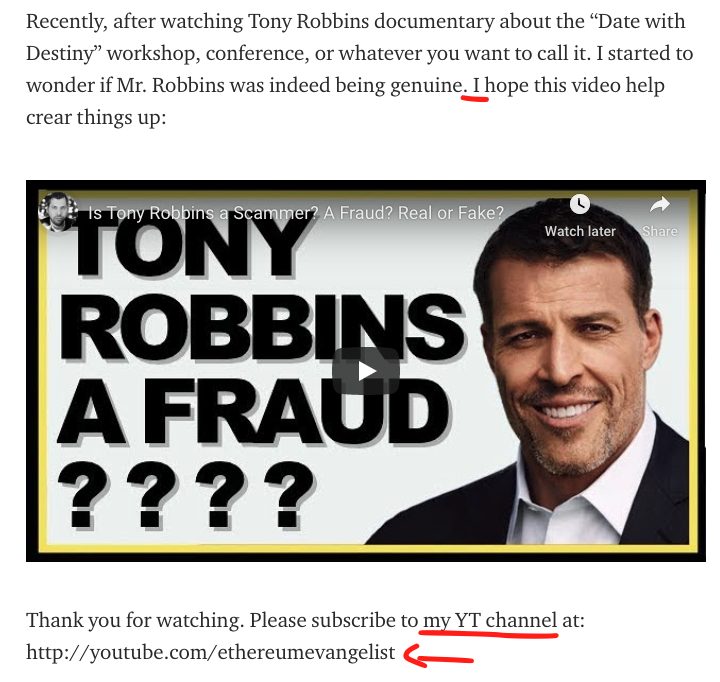 Recently, after watching Tony Robbins documentary about the “Date with
Destiny” workshop, conference, or whatever you want to call it. I started to
wonder if Mr. Robbins was indeed being genuine. I hope this video help
crear things up:
Is Tony Robbins a Scammer? A Fraud? Real or Fake?
Watch later
Share
TONY
ROBBINS
A FRAUD
????
Thank you for watching. Please subscribe to my YT channel at:
http://youtube.com/ethereumevangelist